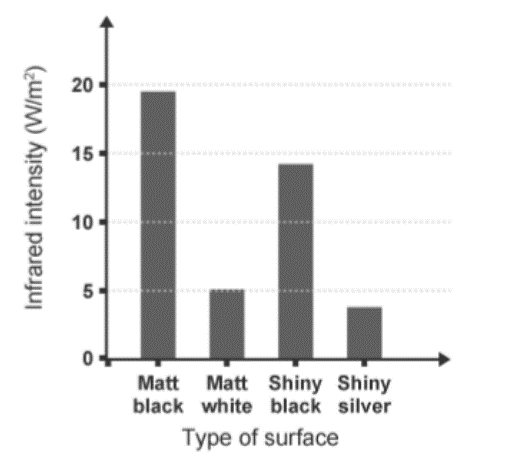 Infrared intensity (W/m²)
20
15
10
5
0
Matt black
Matt white
Shiny black
Shiny silver
Type of surface